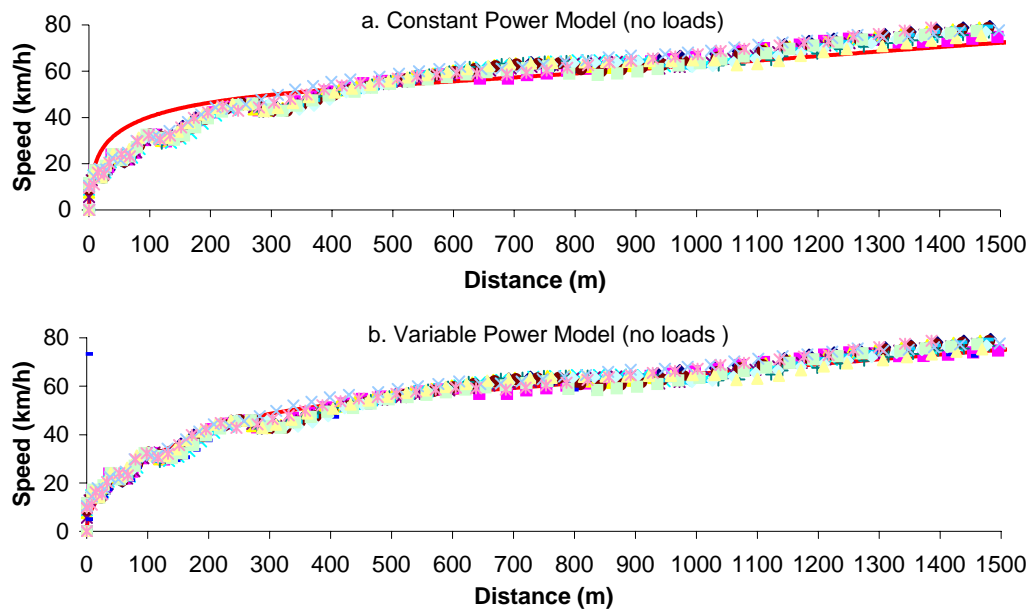 a. Constant Power Model (no loads)
80
60
40
20
0
Speed (km/h)
0 100 200 300 400 500 600 700 800 900 1000 1100 1200 1300 1400 1500
Distance (m)
b. Variable Power Model (no loads )
80
60
40
20
0
Speed (km/h)
0 100 200 300 400 500 600 700 800 900 1000 1100 1200 1300 1400 1500
Distance (m)